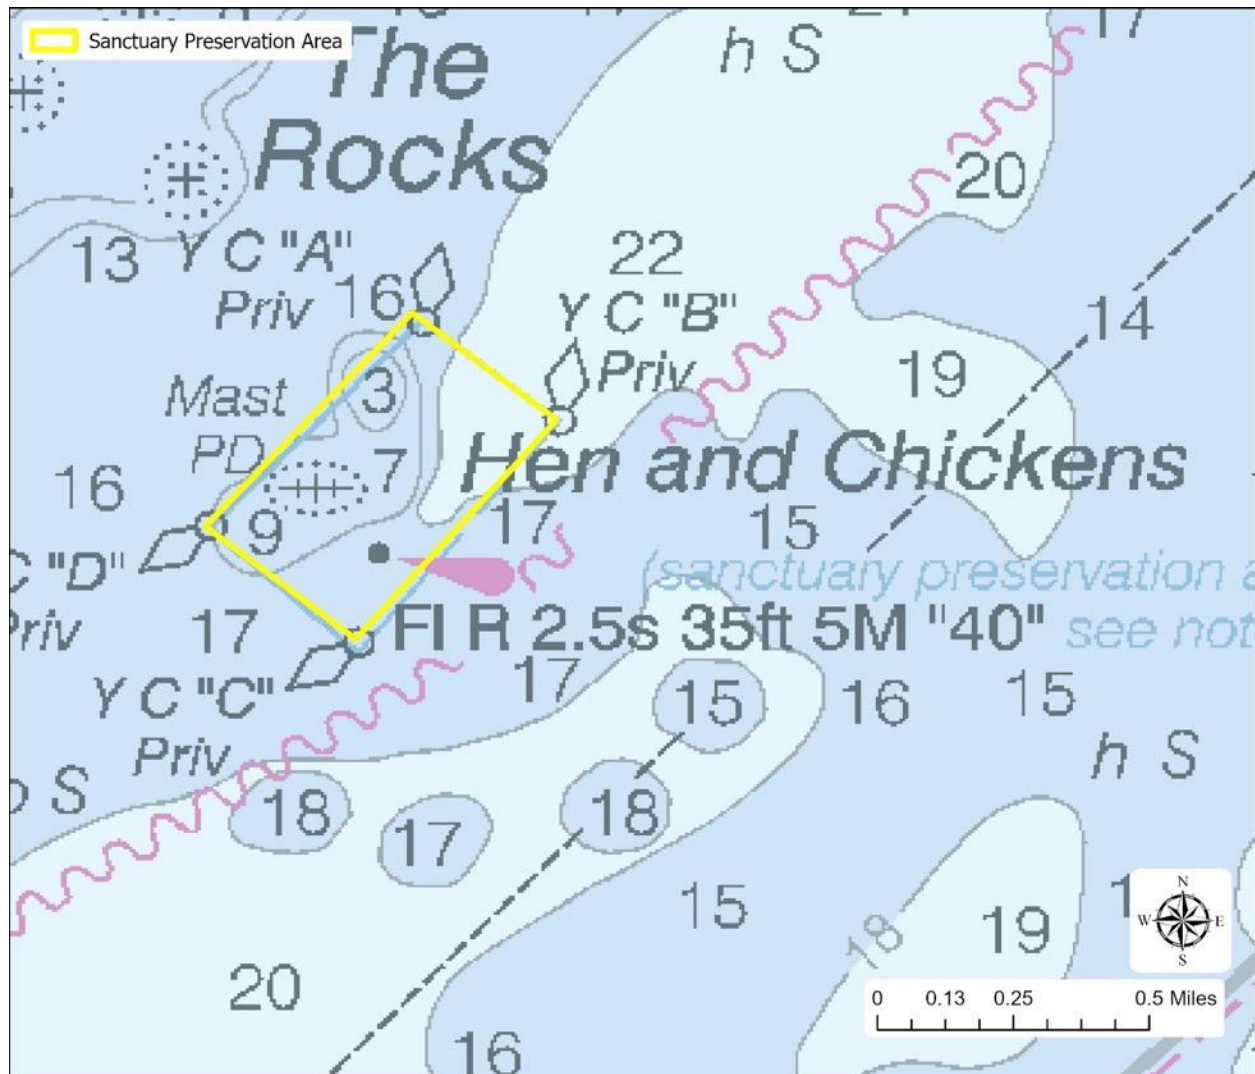 Sanctuary Preservation Area
The
Rocks
h S
17
20
13
Y C "A"
Priv
16
22
Y C "B"
Priv
14
19
Mast
PD
3
7
16
9
Hen and Chickens
17
15
C "D"
Priv
17
(sanctuary preservation a
Fl R 2.5s 35ft 5M "40"
see not
Y C "C"
Priv
17
15
16
15
h S
S
18
17
18
15
18
19
20
16
N
W E
S
0 0.13 0.25 0.5 Miles